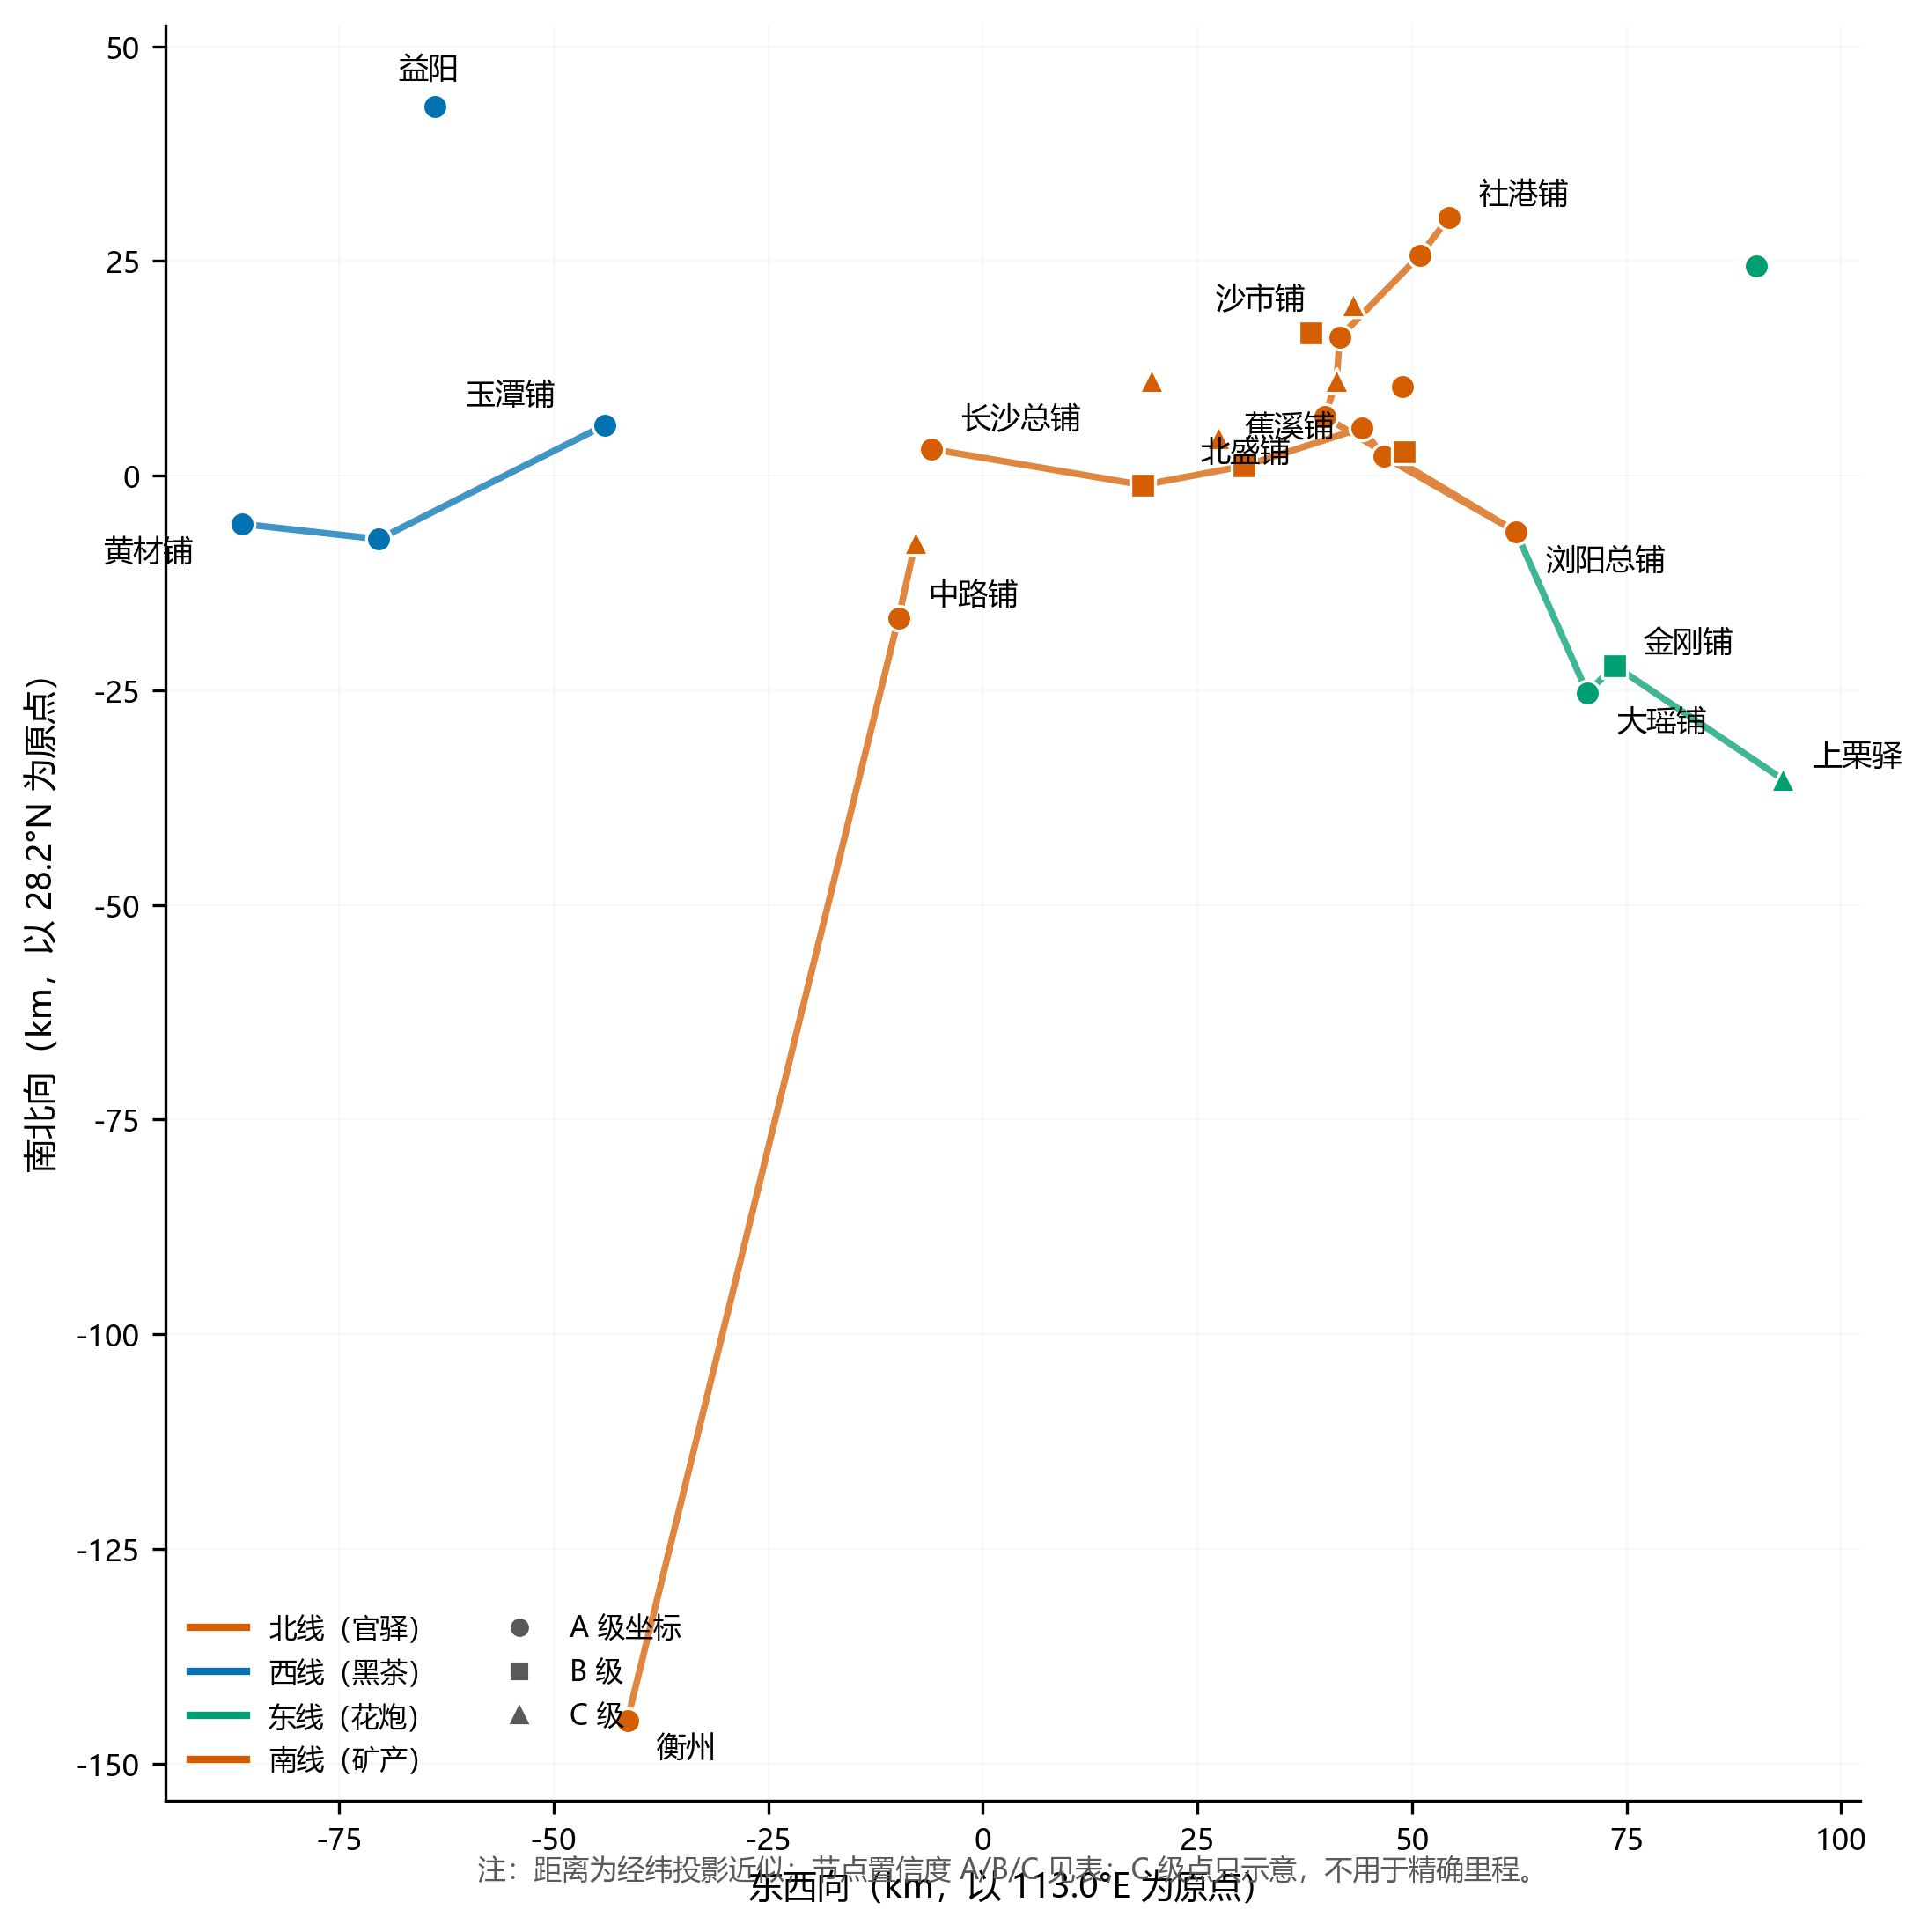 50
益阳
社港铺
25
沙市铺
玉潭铺
长沙总铺
蕉溪铺
北盛铺
0
黄材铺
浏阳总铺
中路铺
金刚铺
-25
大瑶铺
上栗驿
南北向（km，以 28.2°N 为原点）
-50
-75
-100
-125
北线（官驿）
A 级坐标
西线（黑茶）
B 级
东线（花炮）
C 级
南线（矿产）
衡州
-150
-75
-50
-25
0
25
50
75
100
注：距离为经纬投影近似；节点置信度 A/B/C 见表；C 级点只示意，不用于精确里程。
东西向（km，以 113.0°E 为原点）